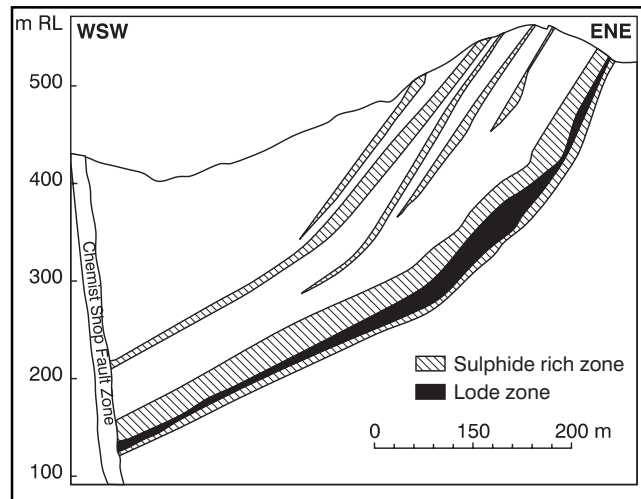 m RL
WSW
ENE
500
400
300
200
100
Chemist Shop Fault Zone
Sulphide rich zone
Lode zone
0 150 200 m